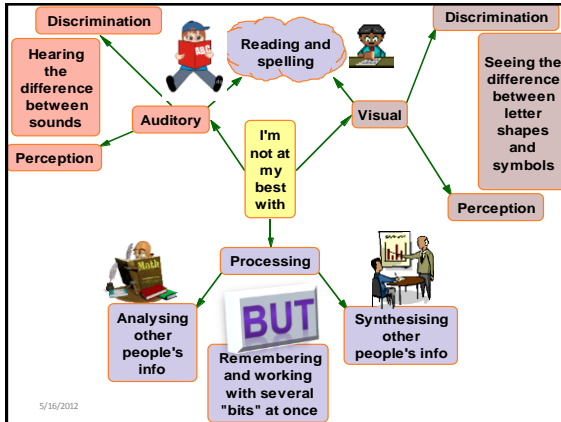 Discrimination
Hearing
the
difference
between
sounds
Perception
Auditory
ABC
Reading and
spelling
Visual
Discrimination
Seeing the
difference
between
letter
shapes
and
symbols
Perception
I'm
not at
my
best
with
Processing
Math
Analysing
other
people's
info
BUT
Remembering
and working
with several
"bits" at once
Synthesising
other
people's info
5/16/2012